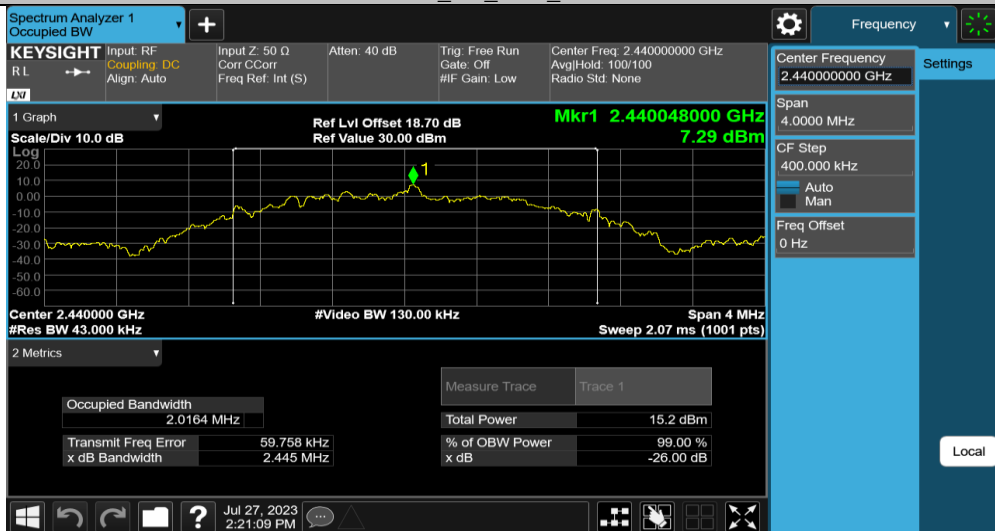 Spectrum Analyzer 1
Occupied BW
Frequency
KEYSIGHT
R L
LXI
Input: RF
Coupling: DC
Align: Auto
Input Z: 50 Ω
Corr CCorr
Freq Ref: Int (S)
Atten: 40 dB
Trig: Free Run
Gate: Off
#IF Gain: Low
Center Freq: 2.440000000 GHz
Avg|Hold: 100/100
Radio Std: None
Center Frequency
2.440000000 GHz
Settings
Span
4.0000 MHz
CF Step
400.000 kHz
Auto
Man
Freq Offset
0 Hz
1 Graph
Scale/Div 10.0 dB
Ref Lvl Offset 18.70 dB
Ref Value 30.00 dBm
Mkr1 2.440048000 GHz
7.29 dBm
Log
20.0
10.0
0.00
-10.0
-20.0
-30.0
-40.0
-50.0
-60.0
1
Center 2.440000 GHz
#Res BW 43.000 kHz
#Video BW 130.00 kHz
Span 4 MHz
Sweep 2.07 ms (1001 pts)
2 Metrics
Measure Trace Trace 1
Occupied Bandwidth
2.0164 MHz
Total Power 15.2 dBm
Transmit Freq Error 59.758 kHz
x dB Bandwidth 2.445 MHz
% of OBW Power 99.00 %
x dB -26.00 dB
Local
?
Jul 27, 2023
2:21:09 PM